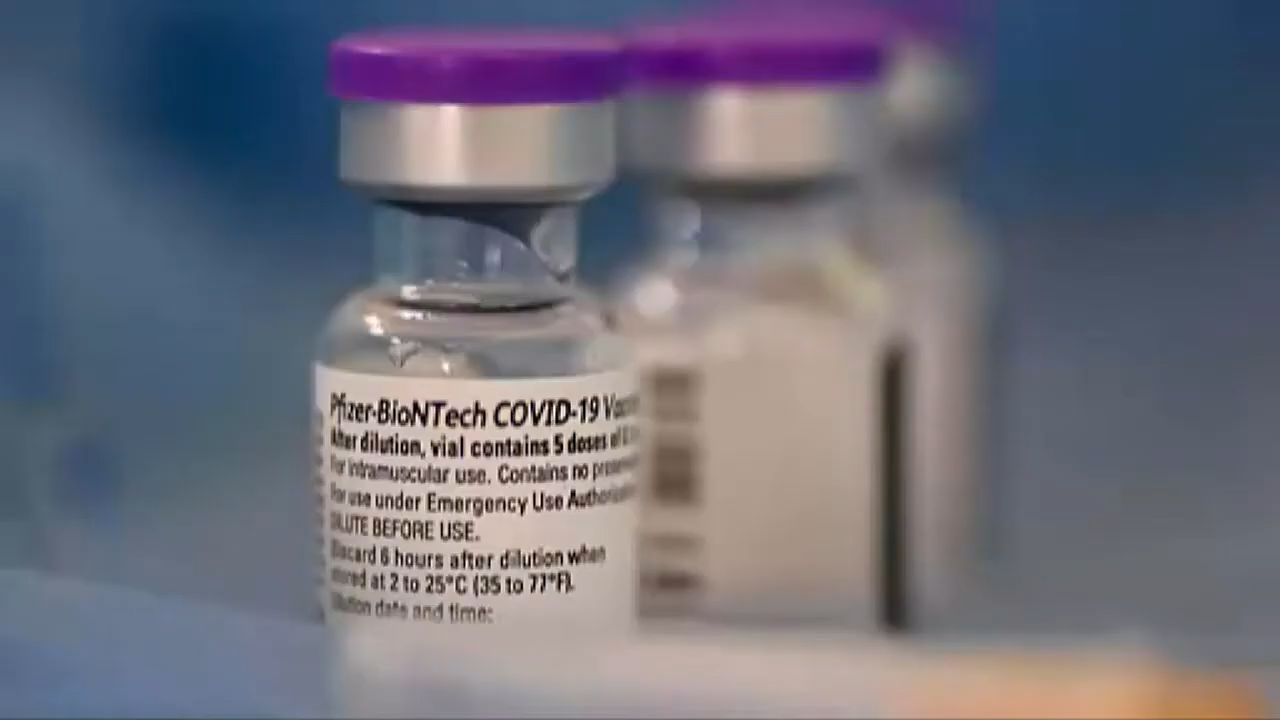 Pfizer-BioNTech COVID-19
After dilution, vial contains 5 doses of
For intramuscular use. Contains no
For use under Emergency Use
DILUTE BEFORE USE.
Discard 6 hours after dilution when
stored at 2 to 25°C (35 to 77°F).
Dilution date and time: